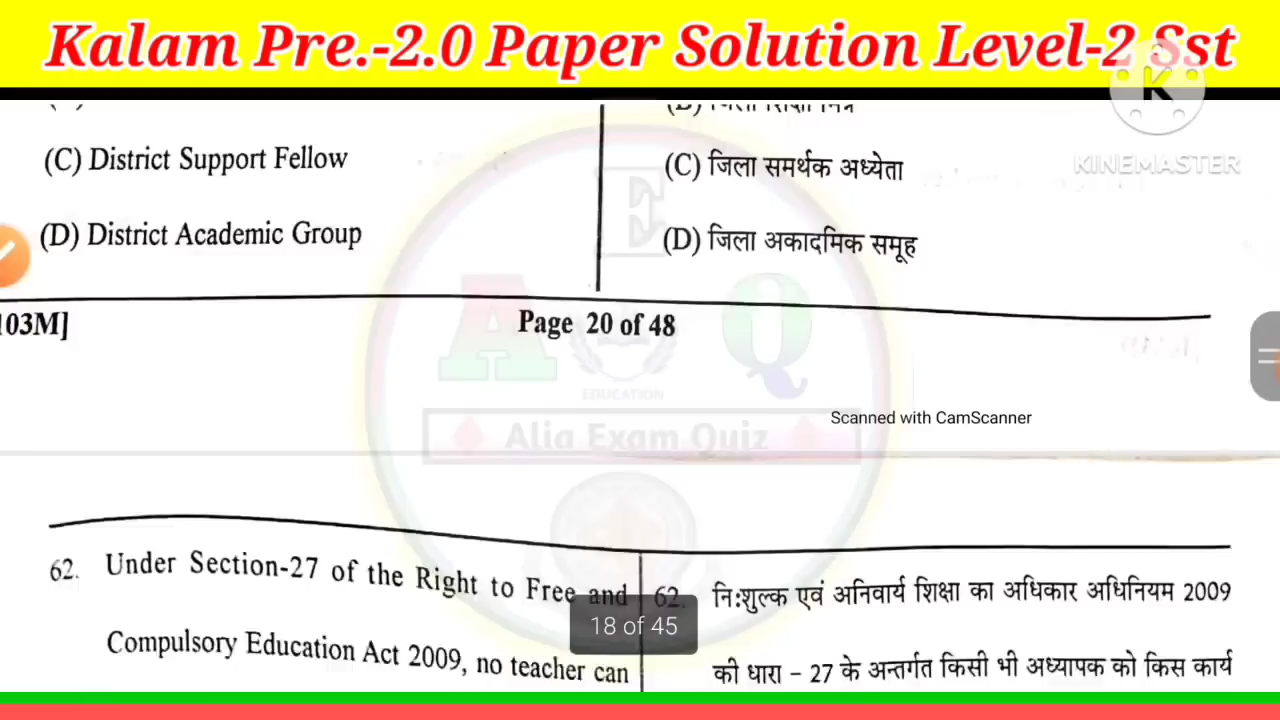 Kalam Pre.-2.0 Paper Solution Level-2 Sst
K
KINEMASTER
(C) District Support Fellow
(C) जिला समर्थक अध्येता
(D) District Academic Group
(D) जिला अकादमिक समूह
E
03M]
Page 20 of 48
A Q
EDUCATION
Scanned with CamScanner
Alia Exam Quiz
62. Under Section-27 of the Right to Free and
Compulsory Education Act 2009, no teacher can
62. नि:शुल्क एवं अनिवार्य शिक्षा का अधिकार अधिनियम 2009
की धारा - 27 के अन्तर्गत किसी भी अध्यापक को किस कार्य
18 of 45